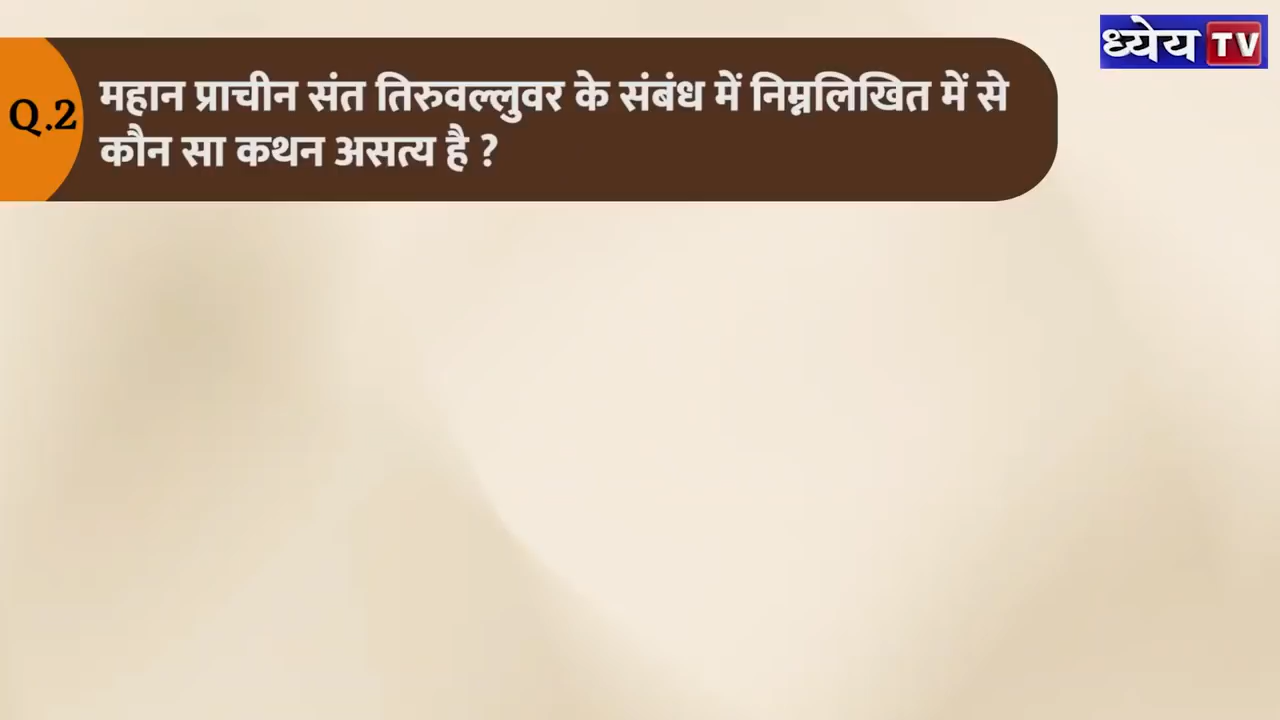 ध्येय TV
Q.2
महान प्राचीन संत तिरुवल्लुवर के संबंध में निम्नलिखित में से
कौन सा कथन असत्य है ?